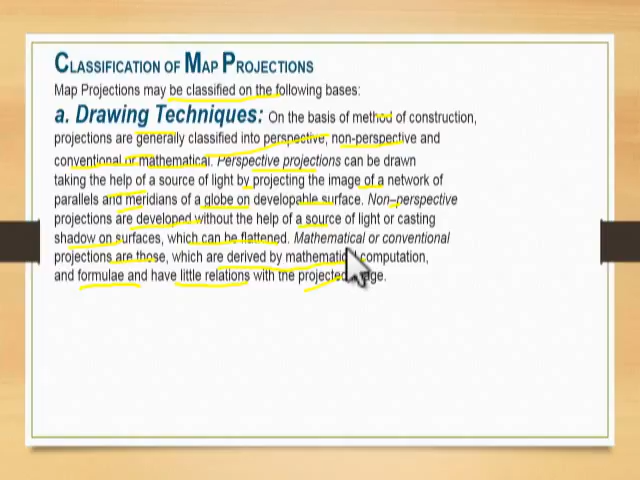 CLASSIFICATION OF MAP PROJECTIONS
Map Projections may be classified on the following bases:
a. Drawing Techniques: On the basis of method of construction,
projections are generally classified into perspective, non-perspective and
conventional or mathematical. Perspective projections can be drawn
taking the help of a source of light by projecting the image of a network of
parallels and meridians of a globe on developable surface. Non–perspective
projections are developed without the help of a source of light or casting
shadow on surfaces, which can be flattened. Mathematical or conventional
projections are those, which are derived by mathematical computation,
and formulae and have little relations with the projected image.